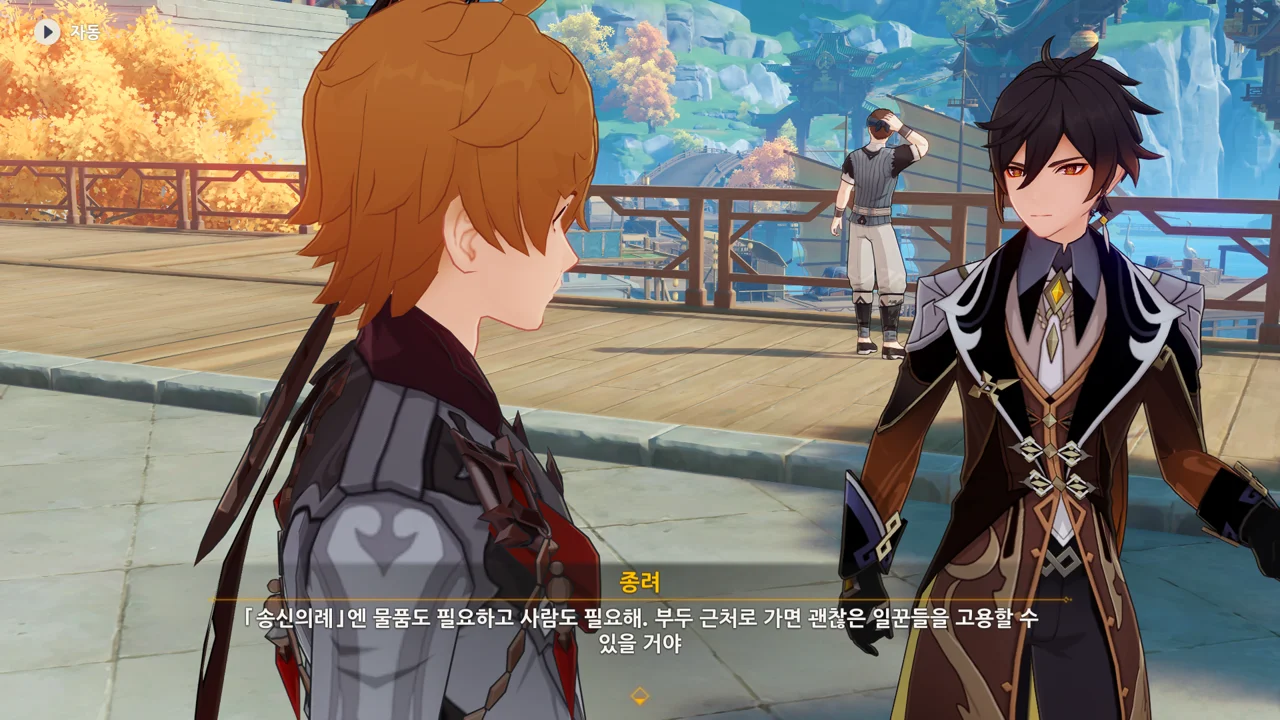 자동
종려
「송신의례」엔 물품도 필요하고 사람도 필요해. 부두 근처로 가면 괜찮은 일꾼들을 고용할 수
있을 거야